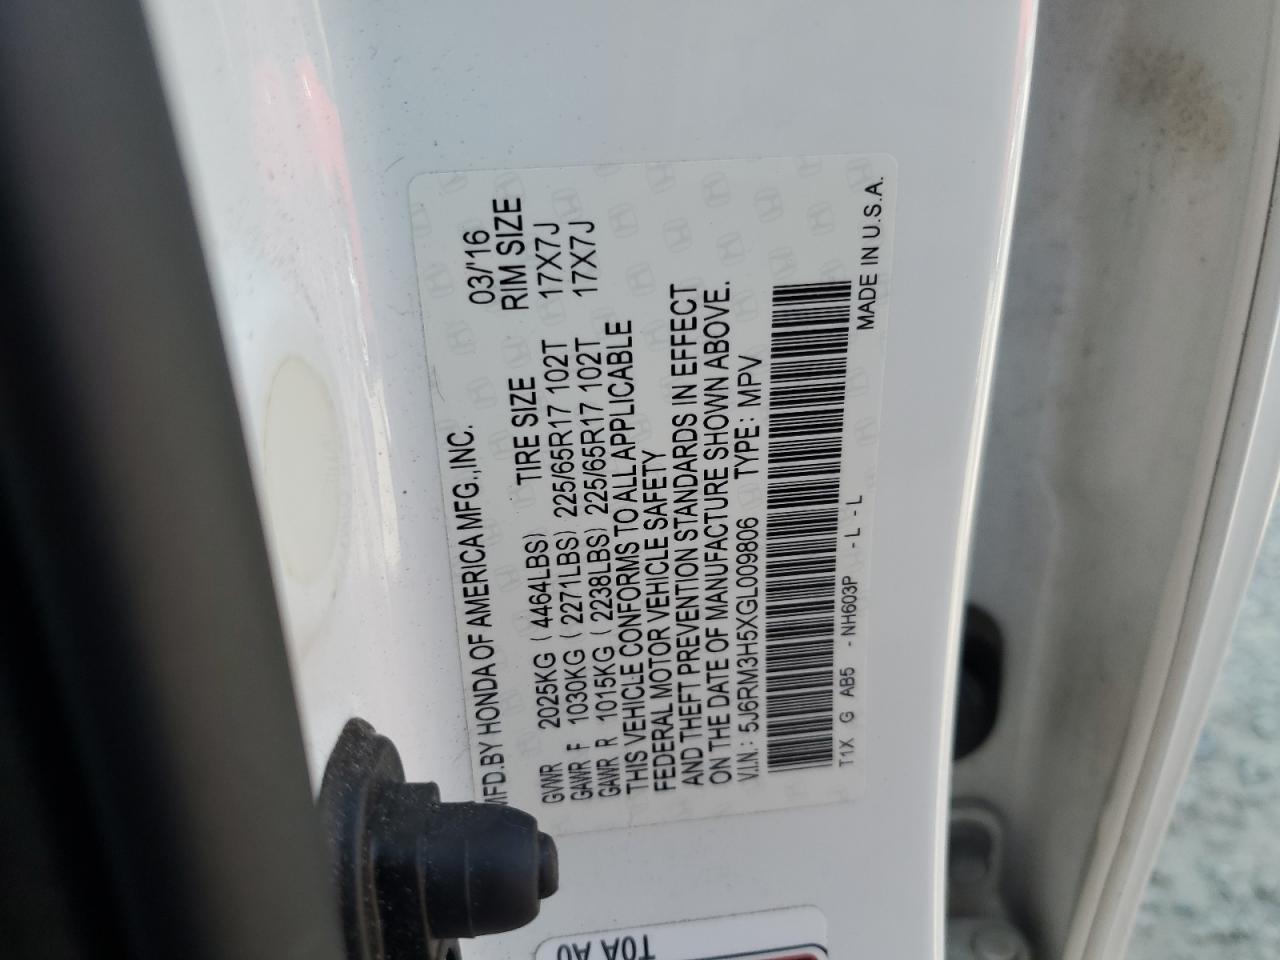 MFD.BY HONDA OF AMERICA MFG.,INC. 03/'16
TIRE SIZE RIM SIZE
GVWR 2025KG ( 4464LBS)
GAWR F 1030KG ( 2271LBS) 225/65R17 102T 17X7J
GAWR R 1015KG ( 2238LBS) 225/65R17 102T 17X7J
THIS VEHICLE CONFORMS TO ALL APPLICABLE
FEDERAL MOTOR VEHICLE SAFETY
AND THEFT PREVENTION STANDARDS IN EFFECT
ON THE DATE OF MANUFACTURE SHOWN ABOVE.
V.I.N.: 5J6RM3H5XGL009806 TYPE: MPV
T1X G AB5 - NH603P - L - L MADE IN U.S.A.
TOA A0